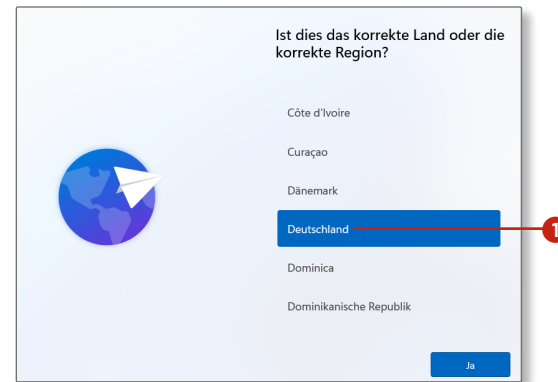 Ist dies das korrekte Land oder die
korrekte Region?
Côte d'Ivoire
Curaçao
Dänemark
Deutschland
1
Dominica
Dominikanische Republik
Ja